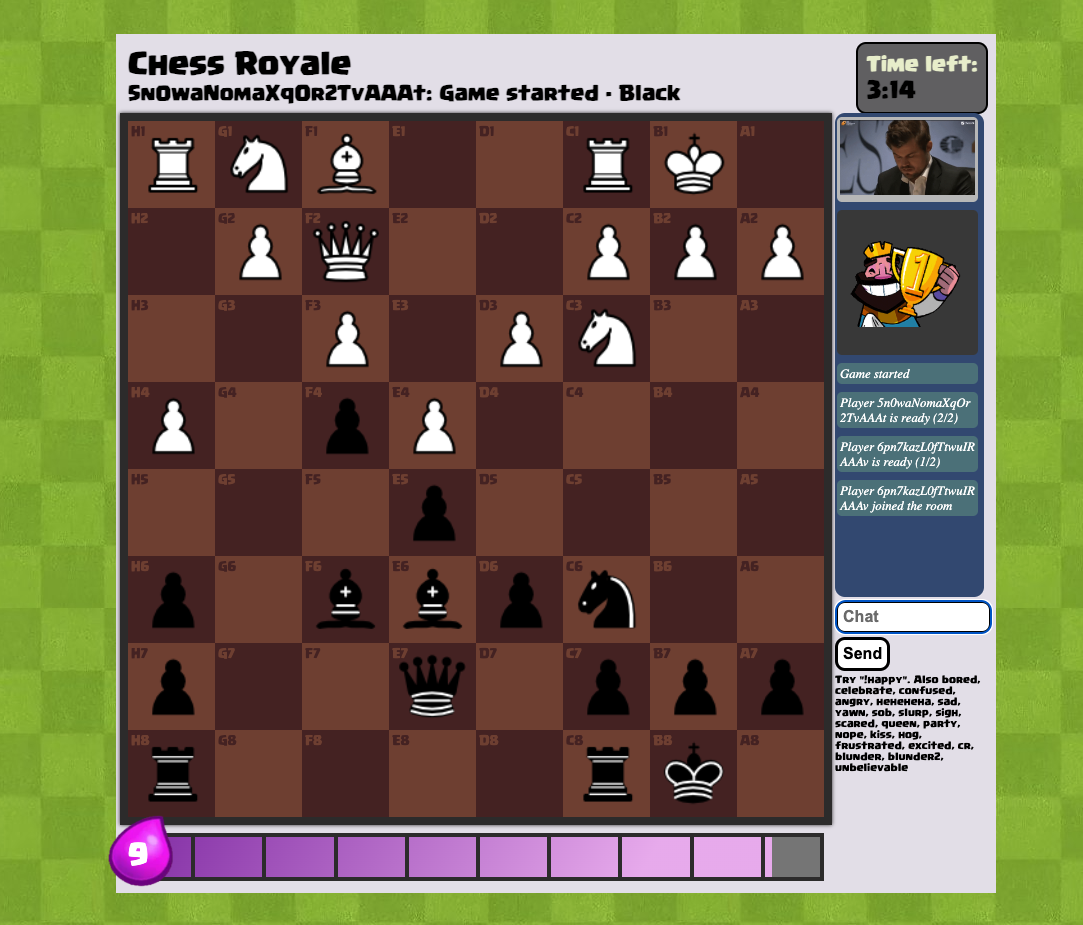 Chess Royale
5n0waNomaXqOr2TvAAAt: Game started · Black
Time left:
3:14
H1 G1 F1 E1 D1 C1 B1 A1
H2 G2 F2 E2 D2 C2 B2 A2
H3 G3 F3 E3 D3 C3 B3 A3
H4 G4 F4 E4 D4 C4 B4 A4
H5 G5 F5 E5 D5 C5 B5 A5
H6 G6 F6 E6 D6 C6 B6 A6
H7 G7 F7 E7 D7 C7 B7 A7
H8 G8 F8 E8 D8 C8 B8 A8
9
1
Game started
Player 5n0waNomaXqOr
2TvAAAt is ready (2/2)
Player 6pn7kazL0fTtwuIR
AAAv is ready (1/2)
Player 6pn7kazL0fTtwuIR
AAAv joined the room
Chat
Send
Try "!happy". Also bored,
celebrate, confused,
angry, heheheha, sad,
yawn, sob, slurp, sigh,
scared, queen, party,
nope, kiss, hog,
frustrated, excited, cr,
blunder, blunder2,
unbelievable